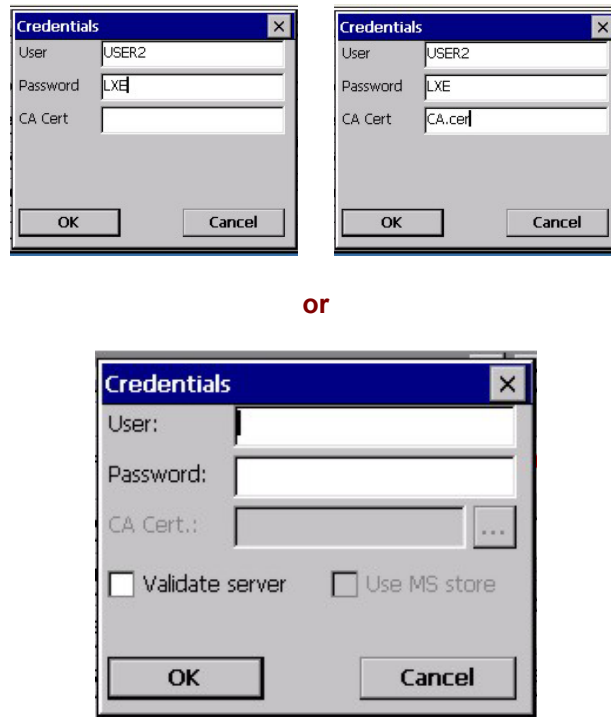 Credentials
User USER2
Password LXE
CA Cert
OK Cancel
Credentials
User USER2
Password LXE
CA Cert CA.cer
OK Cancel
or
Credentials
User:
Password:
CA Cert.: ...
Validate server Use MS store
OK Cancel